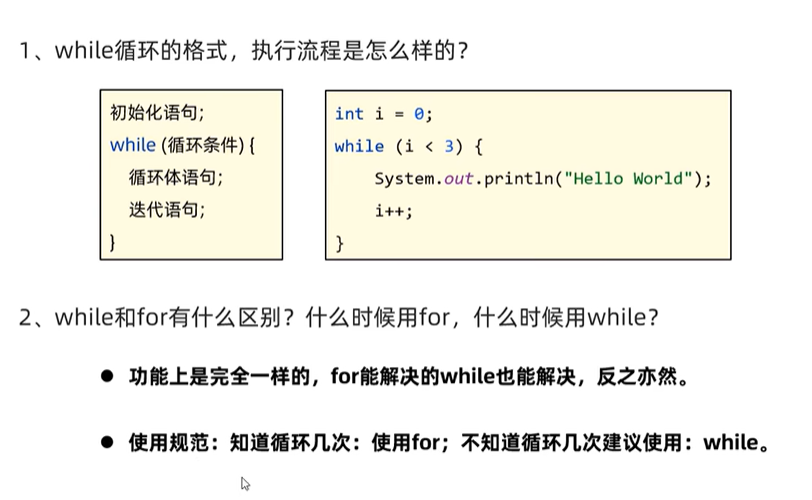 1、while循环的格式，执行流程是怎么样的？
初始化语句;
while (循环条件) {
循环体语句;
迭代语句;
}
int i = 0;
while (i < 3) {
System.out.println("Hello World");
i++;
}
2、while和for有什么区别？什么时候用for，什么时候用while？
● 功能上是完全一样的，for能解决的while也能解决，反之亦然。
● 使用规范：知道循环几次：使用for；不知道循环几次建议使用：while。